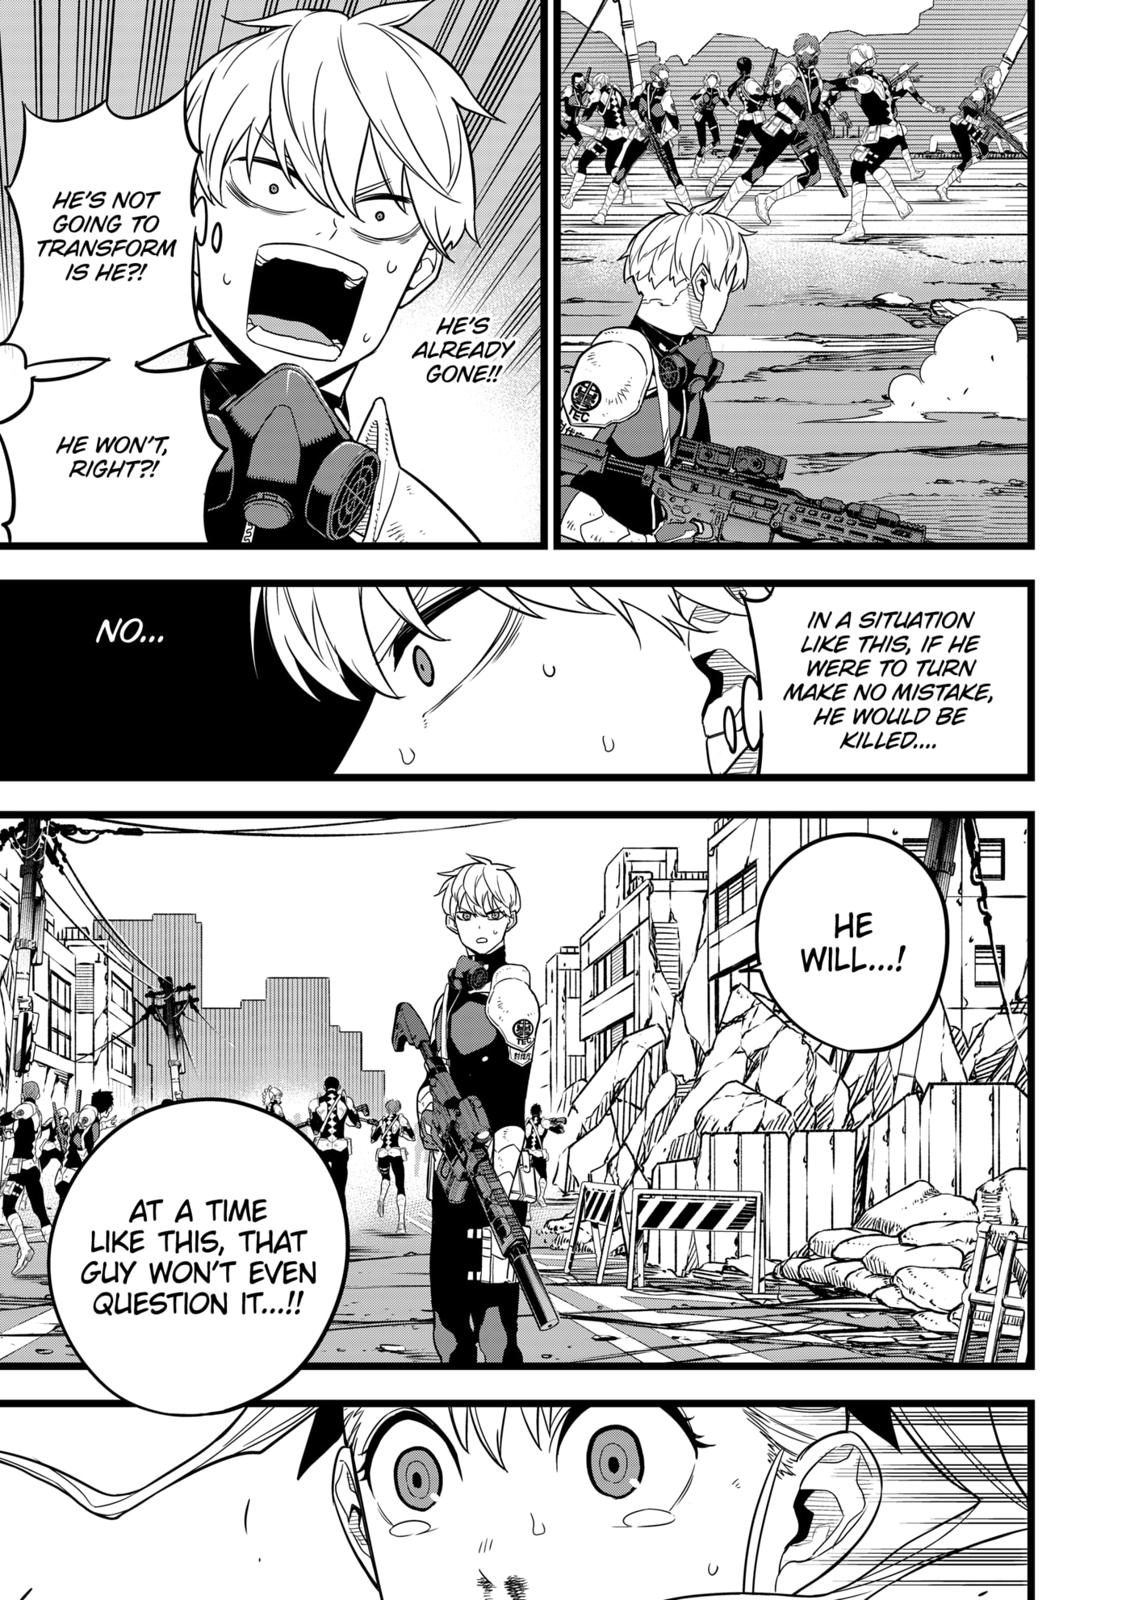 TEC
HE'S
ALREADY
GONE!!
HE'S NOT
GOING TO
TRANSFORM
IS HE?!
HE WON'T,
RIGHT?!
IN A SITUATION
LIKE THIS, IF HE
WERE TO TURN
MAKE NO MISTAKE,
HE WOULD BE
KILLED....
NO...
HE
WILL...!
TEC
AT A TIME
LIKE THIS, THAT
GUY WON'T EVEN
QUESTION IT...!!